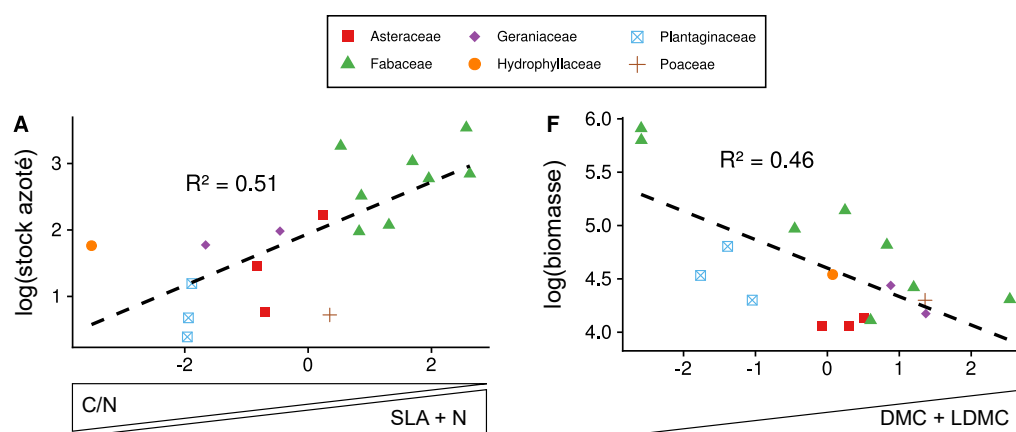 Asteraceae Geraniaceae Plantaginaceae
Fabaceae Hydrophyllaceae Poaceae
A
log(stock azoté)
3
2
1
R² = 0.51
-2 0 2
C/N
SLA + N
F
log(biomasse)
6.0
5.5
5.0
4.5
4.0
R² = 0.46
-2 -1 0 1 2
DMC + LDMC